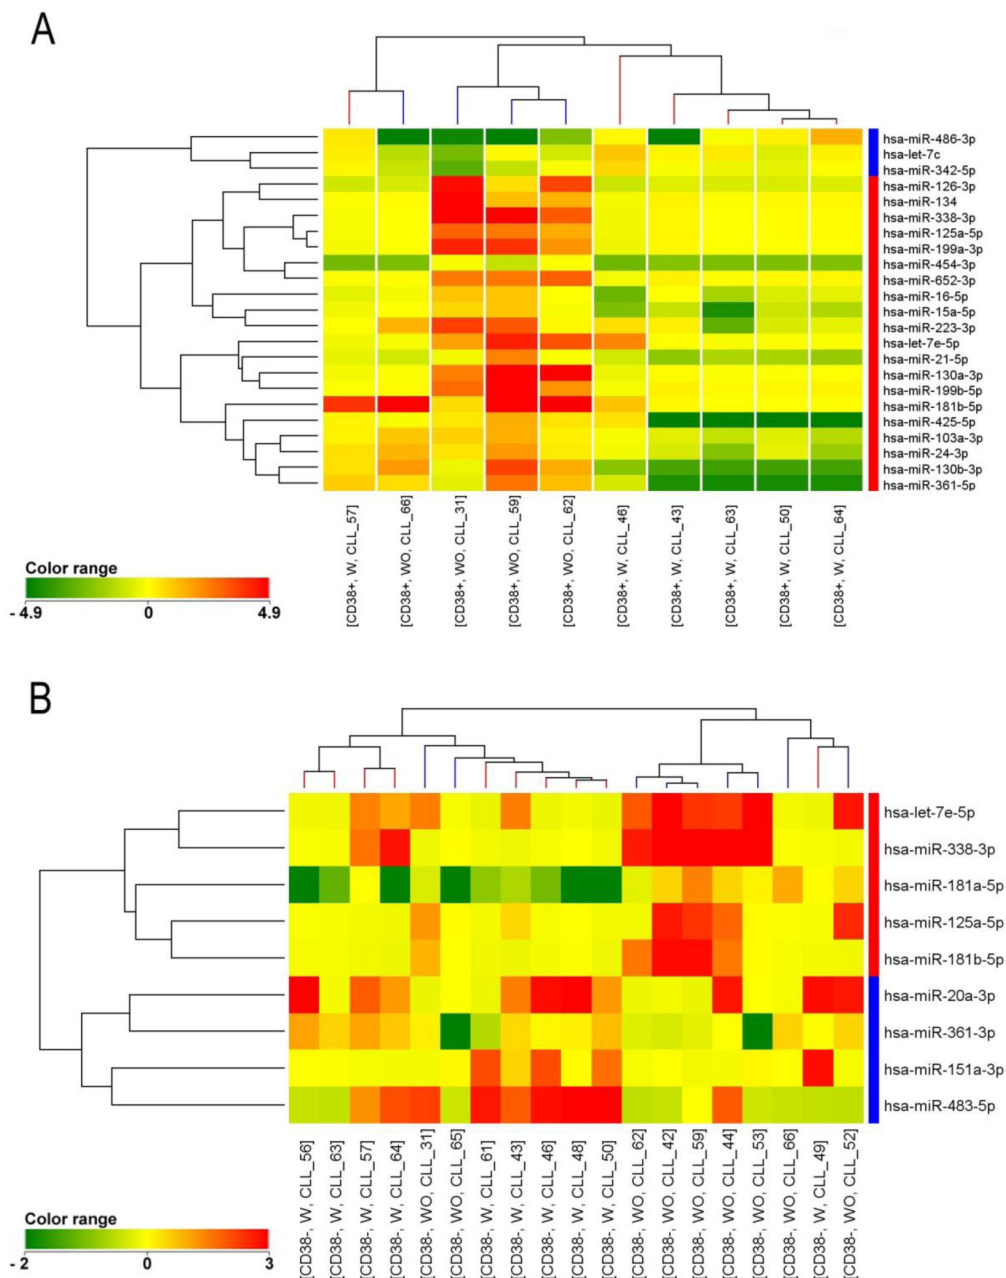 A
hsa-miR-486-3p
hsa-let-7c
hsa-miR-342-5p
hsa-miR-126-3p
hsa-miR-134
hsa-miR-338-3p
hsa-miR-125a-5p
hsa-miR-199a-3p
hsa-miR-454-3p
hsa-miR-652-3p
hsa-miR-16-5p
hsa-miR-15a-5p
hsa-miR-223-3p
hsa-let-7e-5p
hsa-miR-21-5p
hsa-miR-130a-3p
hsa-miR-199b-5p
hsa-miR-181b-5p
hsa-miR-425-5p
hsa-miR-103a-3p
hsa-miR-24-3p
hsa-miR-130b-3p
hsa-miR-361-5p
[CD38+, W, CLL_57]
[CD38+, WO, CLL_66]
[CD38+, WO, CLL_31]
[CD38+, WO, CLL_59]
[CD38+, WO, CLL_62]
[CD38+, W, CLL_46]
[CD38+, W, CLL_43]
[CD38+, W, CLL_63]
[CD38+, W, CLL_50]
[CD38+, W, CLL_64]
Color range
- 4.9 0 4.9
B
hsa-let-7e-5p
hsa-miR-338-3p
hsa-miR-181a-5p
hsa-miR-125a-5p
hsa-miR-181b-5p
hsa-miR-20a-3p
hsa-miR-361-3p
hsa-miR-151a-3p
hsa-miR-483-5p
[CD38-, W, CLL_56]
[CD38-, W, CLL_63]
[CD38-, W, CLL_57]
[CD38-, W, CLL_64]
[CD38-, WO, CLL_31]
[CD38-, WO, CLL_65]
[CD38-, W, CLL_61]
[CD38-, W, CLL_43]
[CD38-, W, CLL_46]
[CD38-, W, CLL_48]
[CD38-, W, CLL_50]
[CD38-, WO, CLL_62]
[CD38-, WO, CLL_42]
[CD38-, WO, CLL_59]
[CD38-, WO, CLL_44]
[CD38-, WO, CLL_53]
[CD38-, WO, CLL_66]
[CD38-, W, CLL_49]
[CD38-, WO, CLL_52]
Color range
- 2 0 3